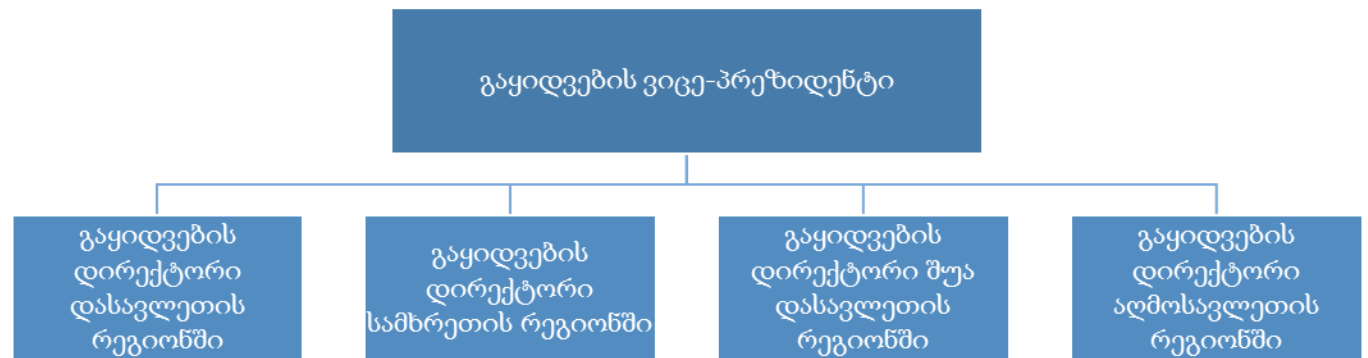 გაყიდვების ვიცე-პრეზიდენტი
გაყიდვების
დირექტორი
დასავლეთის
რეგიონში
გაყიდვების
დირექტორი
სამხრეთის რეგიონში
გაყიდვების
დირექტორი შუა
დასავლეთის
რეგიონში
გაყიდვების
დირექტორი
აღმოსავლეთის
რეგიონში